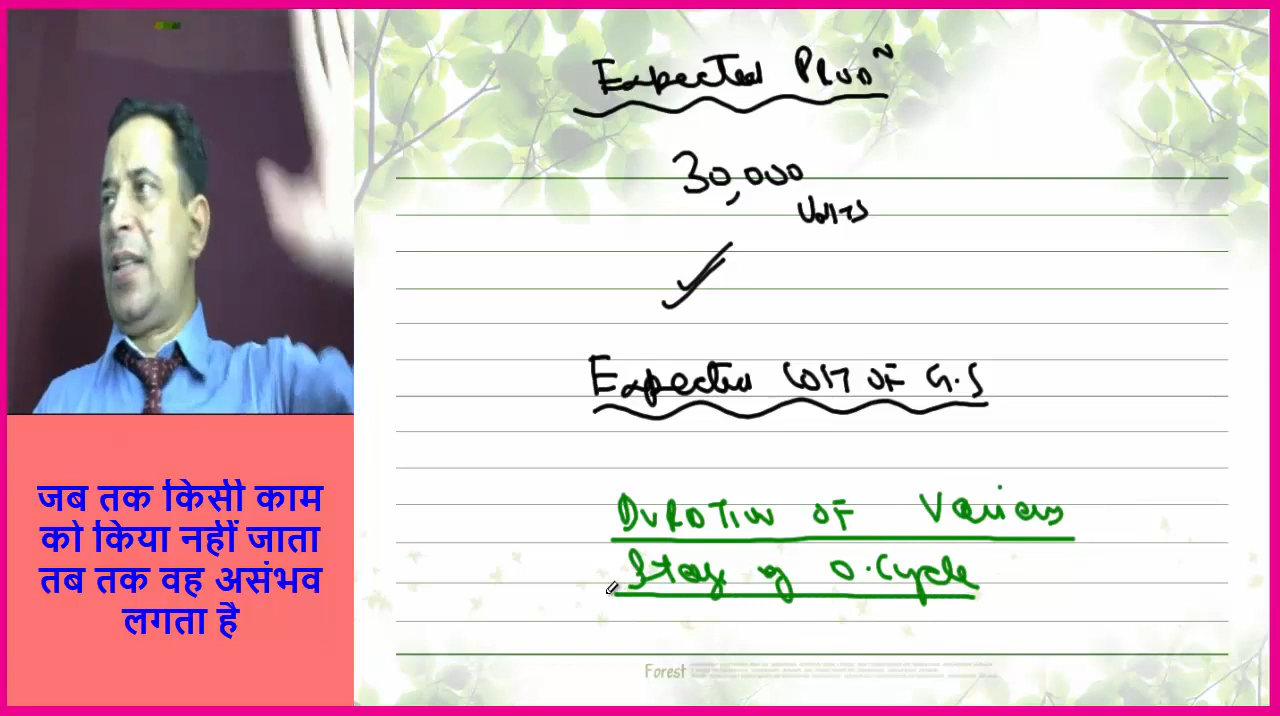 Expected Prodⁿ
30,000
Units
Expected Cost of G.S
Duration of Various
Stage of O.Cycle
जब तक किसी काम
को किया नहीं जाता
तब तक वह असंभव
लगता है
Forest